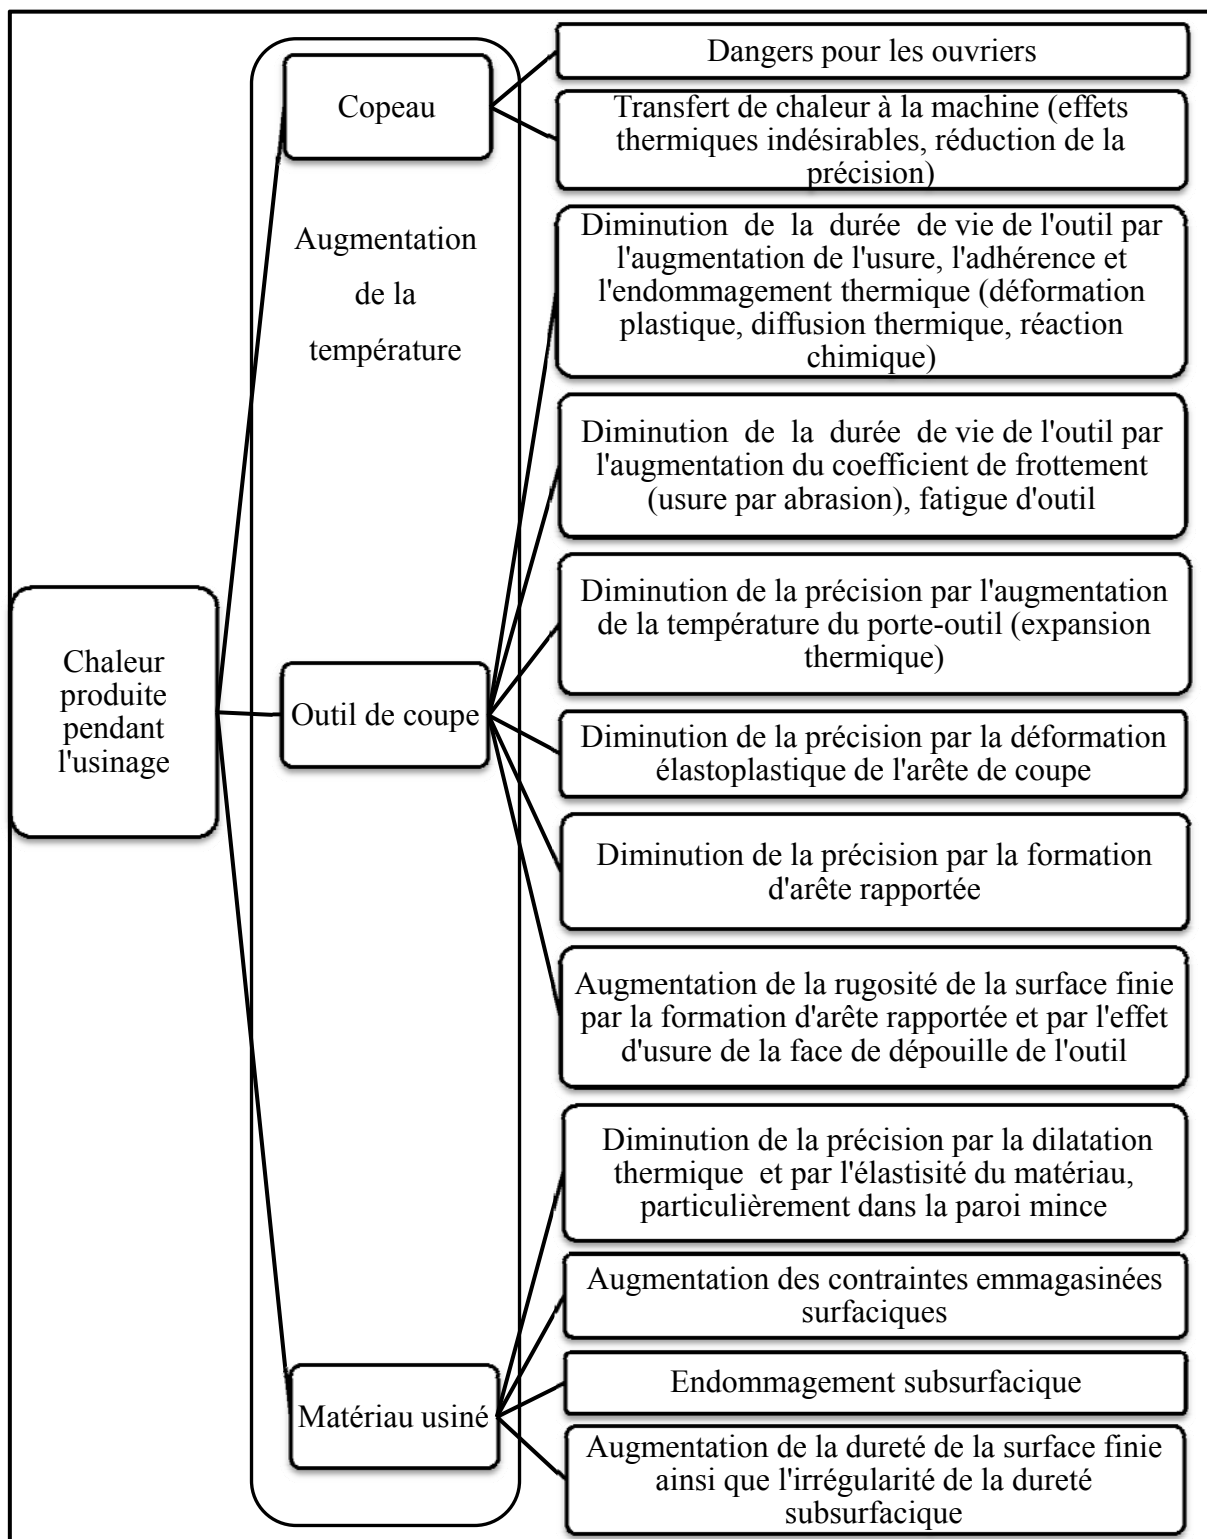 Chaleur
produite
pendant
l'usinage
Augmentation
de la
température
Copeau
Dangers pour les ouvriers
Transfert de chaleur à la machine (effets
thermiques indésirables, réduction de la
précision)
Outil de coupe
Diminution de la durée de vie de l'outil par
l'augmentation de l'usure, l'adhérence et
l'endommagement thermique (déformation
plastique, diffusion thermique, réaction
chimique)
Diminution de la durée de vie de l'outil par
l'augmentation du coefficient de frottement
(usure par abrasion), fatigue d'outil
Diminution de la précision par l'augmentation
de la température du porte-outil (expansion
thermique)
Diminution de la précision par la déformation
élastoplastique de l'arête de coupe
Diminution de la précision par la formation
d'arête rapportée
Augmentation de la rugosité de la surface finie
par la formation d'arête rapportée et par l'effet
d'usure de la face de dépouille de l'outil
Matériau usiné
Diminution de la précision par la dilatation
thermique et par l'élastisité du matériau,
particulièrement dans la paroi mince
Augmentation des contraintes emmagasinées
surfaciques
Endommagement subsurfacique
Augmentation de la dureté de la surface finie
ainsi que l'irrégularité de la dureté
subsurfacique